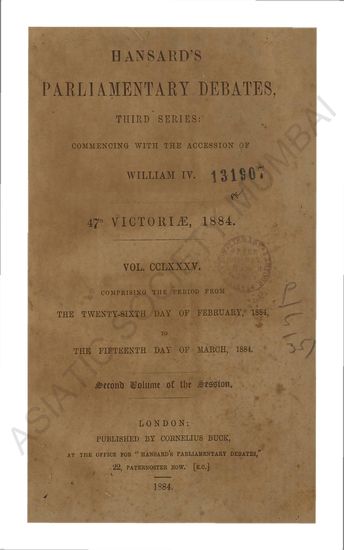 HANSARD'S
PARLIAMENTARY DEBATES,
THIRD SERIES:
COMMENCING WITH THE ACCESSION OF
WILLIAM IV.
131907
47° VICTORIÆ, 1884.
VOL. CCLXXXV.
COMPRISING THE PERIOD FROM
THE TWENTY-SIXTH DAY OF FEBRUARY, 1884,
TO
THE FIFTEENTH DAY OF MARCH, 1884.
Second Volume of the Session.
LONDON:
PUBLISHED BY CORNELIUS BUCK,
AT THE OFFICE FOR "HANSARD'S PARLIAMENTARY DEBATES,"
22, PATERNOSTER ROW. [E.C.]
1884.
ASIATIC SOCIETY MUMBAI